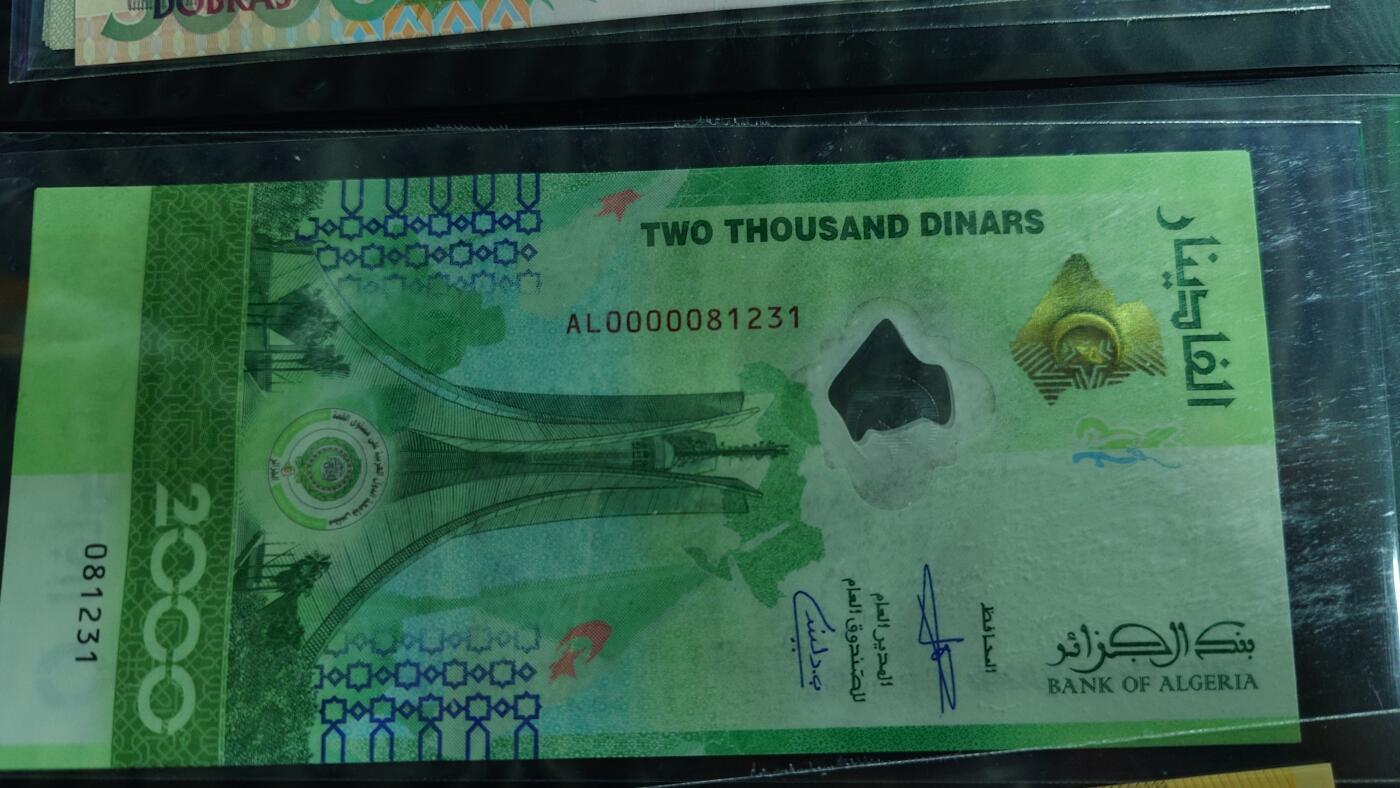 DOBRAS
TWO THOUSAND DINARS
ألفا دينار
AL0000081231
2000
081231
المحافظ
المدير العام
للصندوق العام
بنك الجزائر
BANK OF ALGERIA